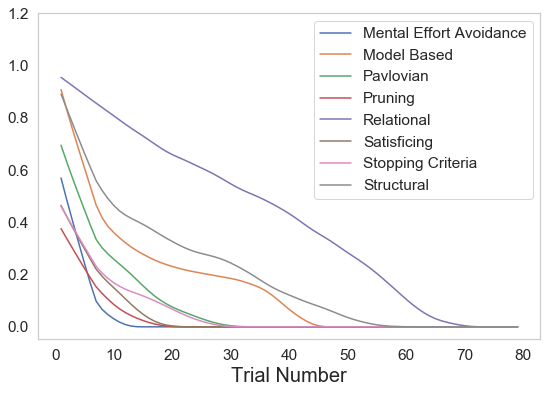 1.2
1.0
0.8
0.6
0.4
0.2
0.0
Mental Effort Avoidance
Model Based
Pavlovian
Pruning
Relational
Satisficing
Stopping Criteria
Structural
0 10 20 30 40 50 60 70 80
Trial Number